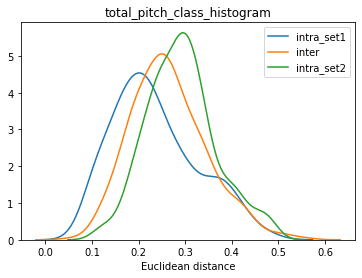 total_pitch_class_histogram
intra_set1
inter
intra_set2
5
4
3
2
1
0
0.0 0.1 0.2 0.3 0.4 0.5 0.6
Euclidean distance